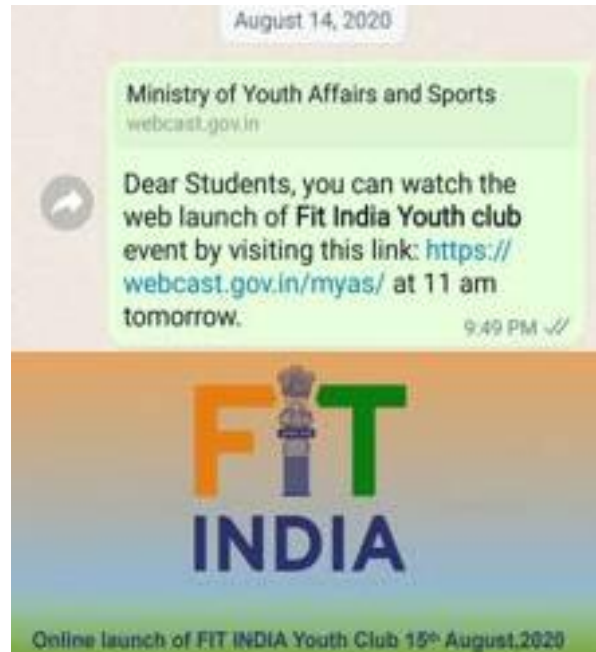 August 14, 2020
Ministry of Youth Affairs and Sports
webcast.gov.in
Dear Students, you can watch the
web launch of Fit India Youth club
event by visiting this link: https://
webcast.gov.in/myas/ at 11 am
tomorrow.
9:49 PM
FIT
INDIA
Online launch of FIT INDIA Youth Club 15th August,2020